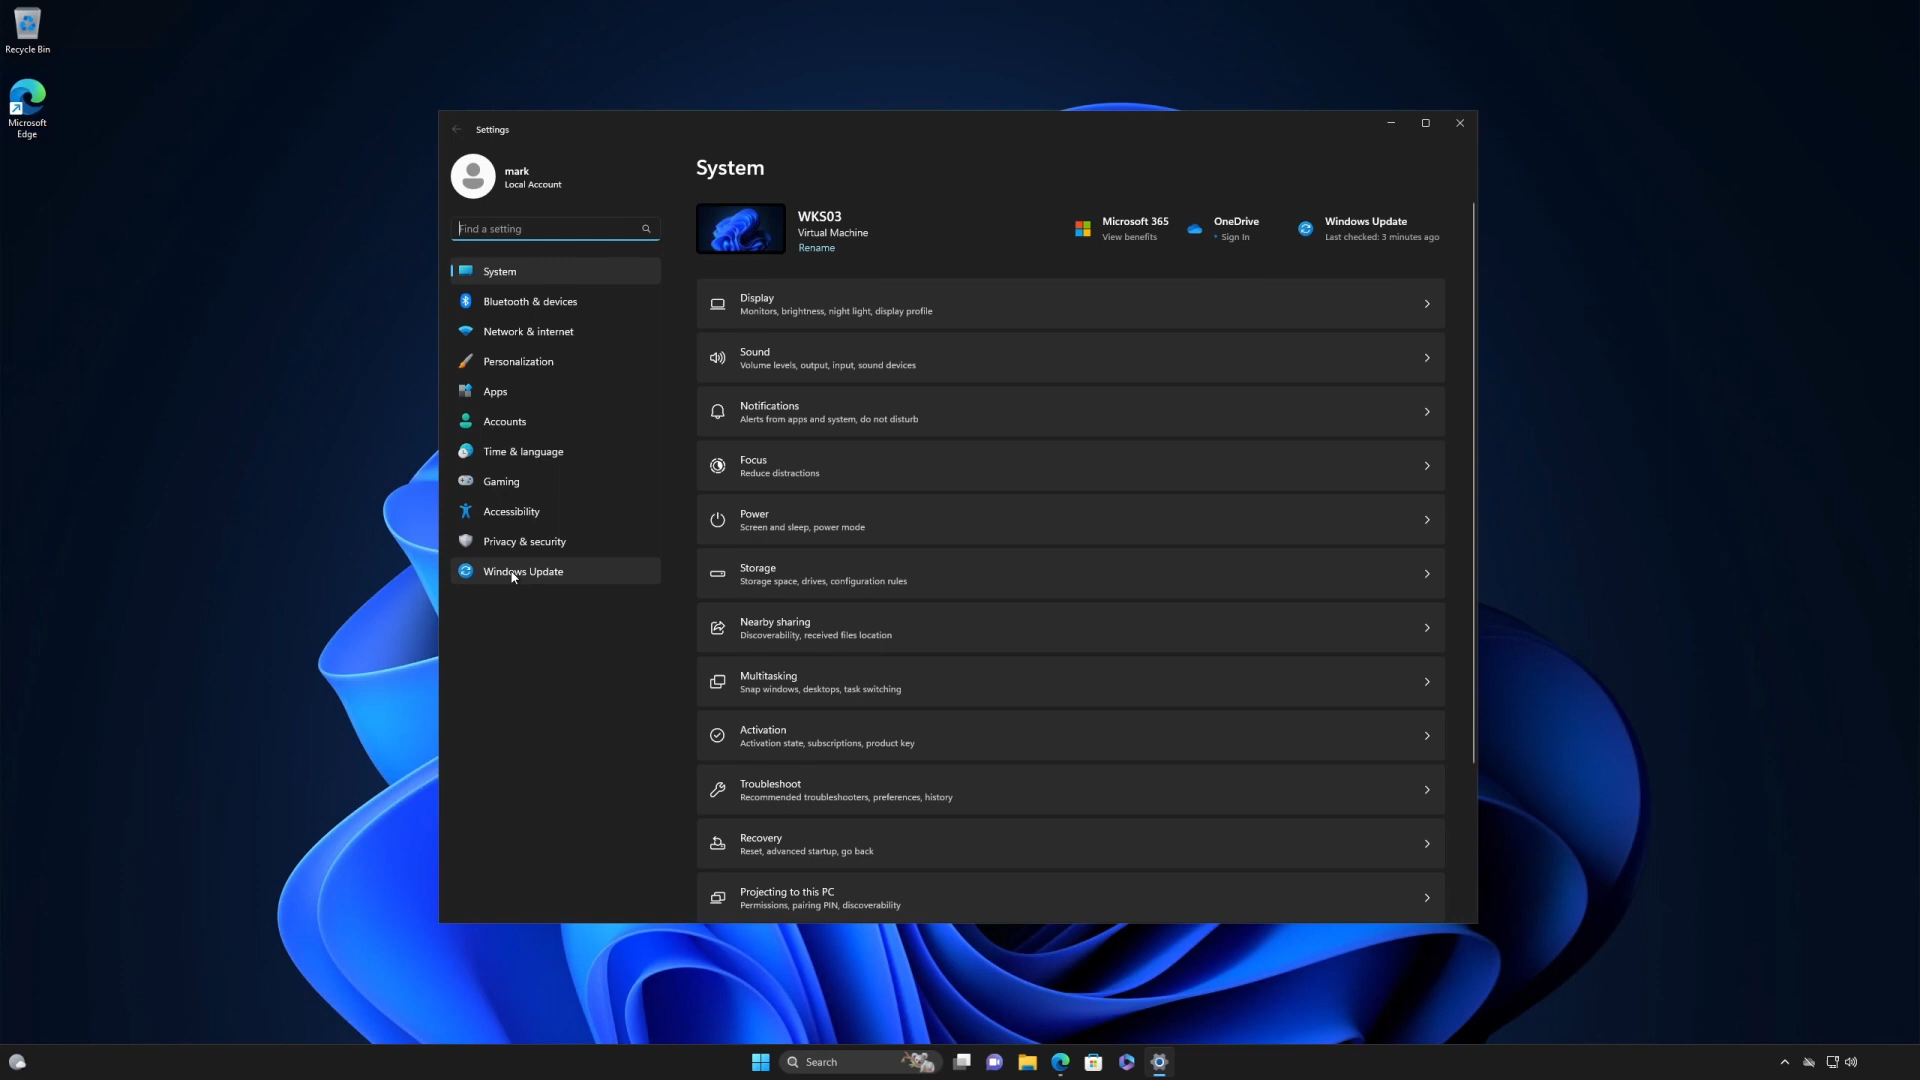 Recycle Bin
Microsoft
Edge
Settings
mark
Local Account
Find a setting
System
Bluetooth & devices
Network & internet
Personalization
Apps
Accounts
Time & language
Gaming
Accessibility
Privacy & security
Windows Update
System
WKS03
Virtual Machine
Rename
Microsoft 365
View benefits
OneDrive
• Sign In
Windows Update
Last checked: 3 minutes ago
Display
Monitors, brightness, night light, display profile
Sound
Volume levels, output, input, sound devices
Notifications
Alerts from apps and system, do not disturb
Focus
Reduce distractions
Power
Screen and sleep, power mode
Storage
Storage space, drives, configuration rules
Nearby sharing
Discoverability, received files location
Multitasking
Snap windows, desktops, task switching
Activation
Activation state, subscriptions, product key
Troubleshoot
Recommended troubleshooters, preferences, history
Recovery
Reset, advanced startup, go back
Projecting to this PC
Permissions, pairing PIN, discoverability
Search